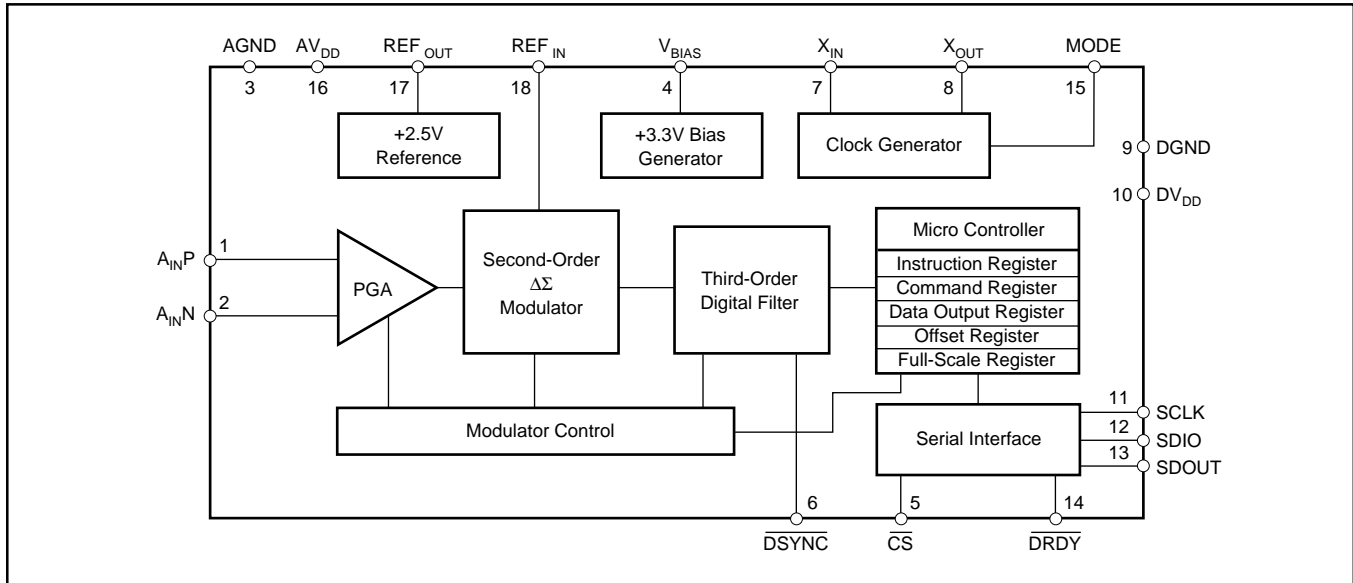 AGND AV_DD REF_OUT REF_IN V_BIAS X_IN X_OUT MODE
3 16 17 18 4 7 8 15
+2.5V
Reference
+3.3V Bias
Generator
Clock Generator
9 DGND
10 DV_DD
A_INP 1
A_INN 2
PGA
Second-Order
ΔΣ
Modulator
Third-Order
Digital Filter
Micro Controller
Instruction Register
Command Register
Data Output Register
Offset Register
Full-Scale Register
Modulator Control
Serial Interface
11 SCLK
12 SDIO
13 SDOUT
6 5 14
DSYNC CS DRDY